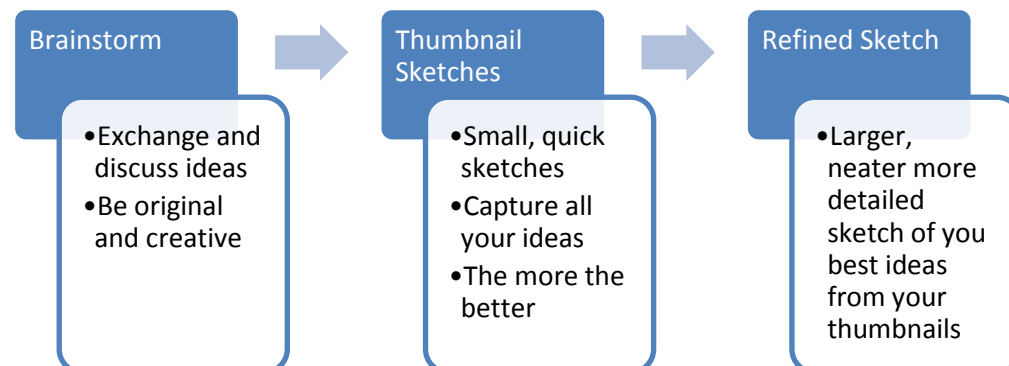 Brainstorm
•Exchange and
discuss ideas
•Be original
and creative
Thumbnail
Sketches
•Small, quick
sketches
•Capture all
your ideas
•The more the
better
Refined Sketch
•Larger,
neater more
detailed
sketch of you
best ideas
from your
thumbnails